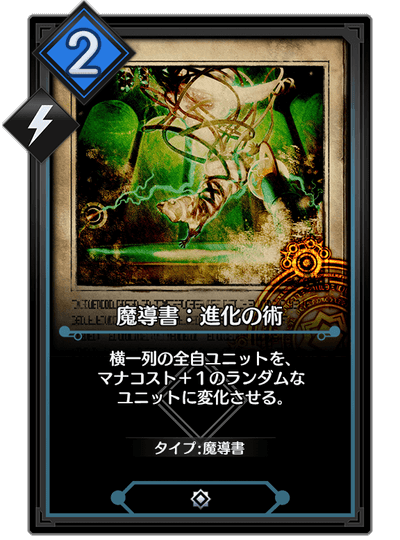 2
魔導書：進化の術
横一列の全自ユニットを、
マナコスト＋1のランダムな
ユニットに変化させる。
タイプ:魔導書